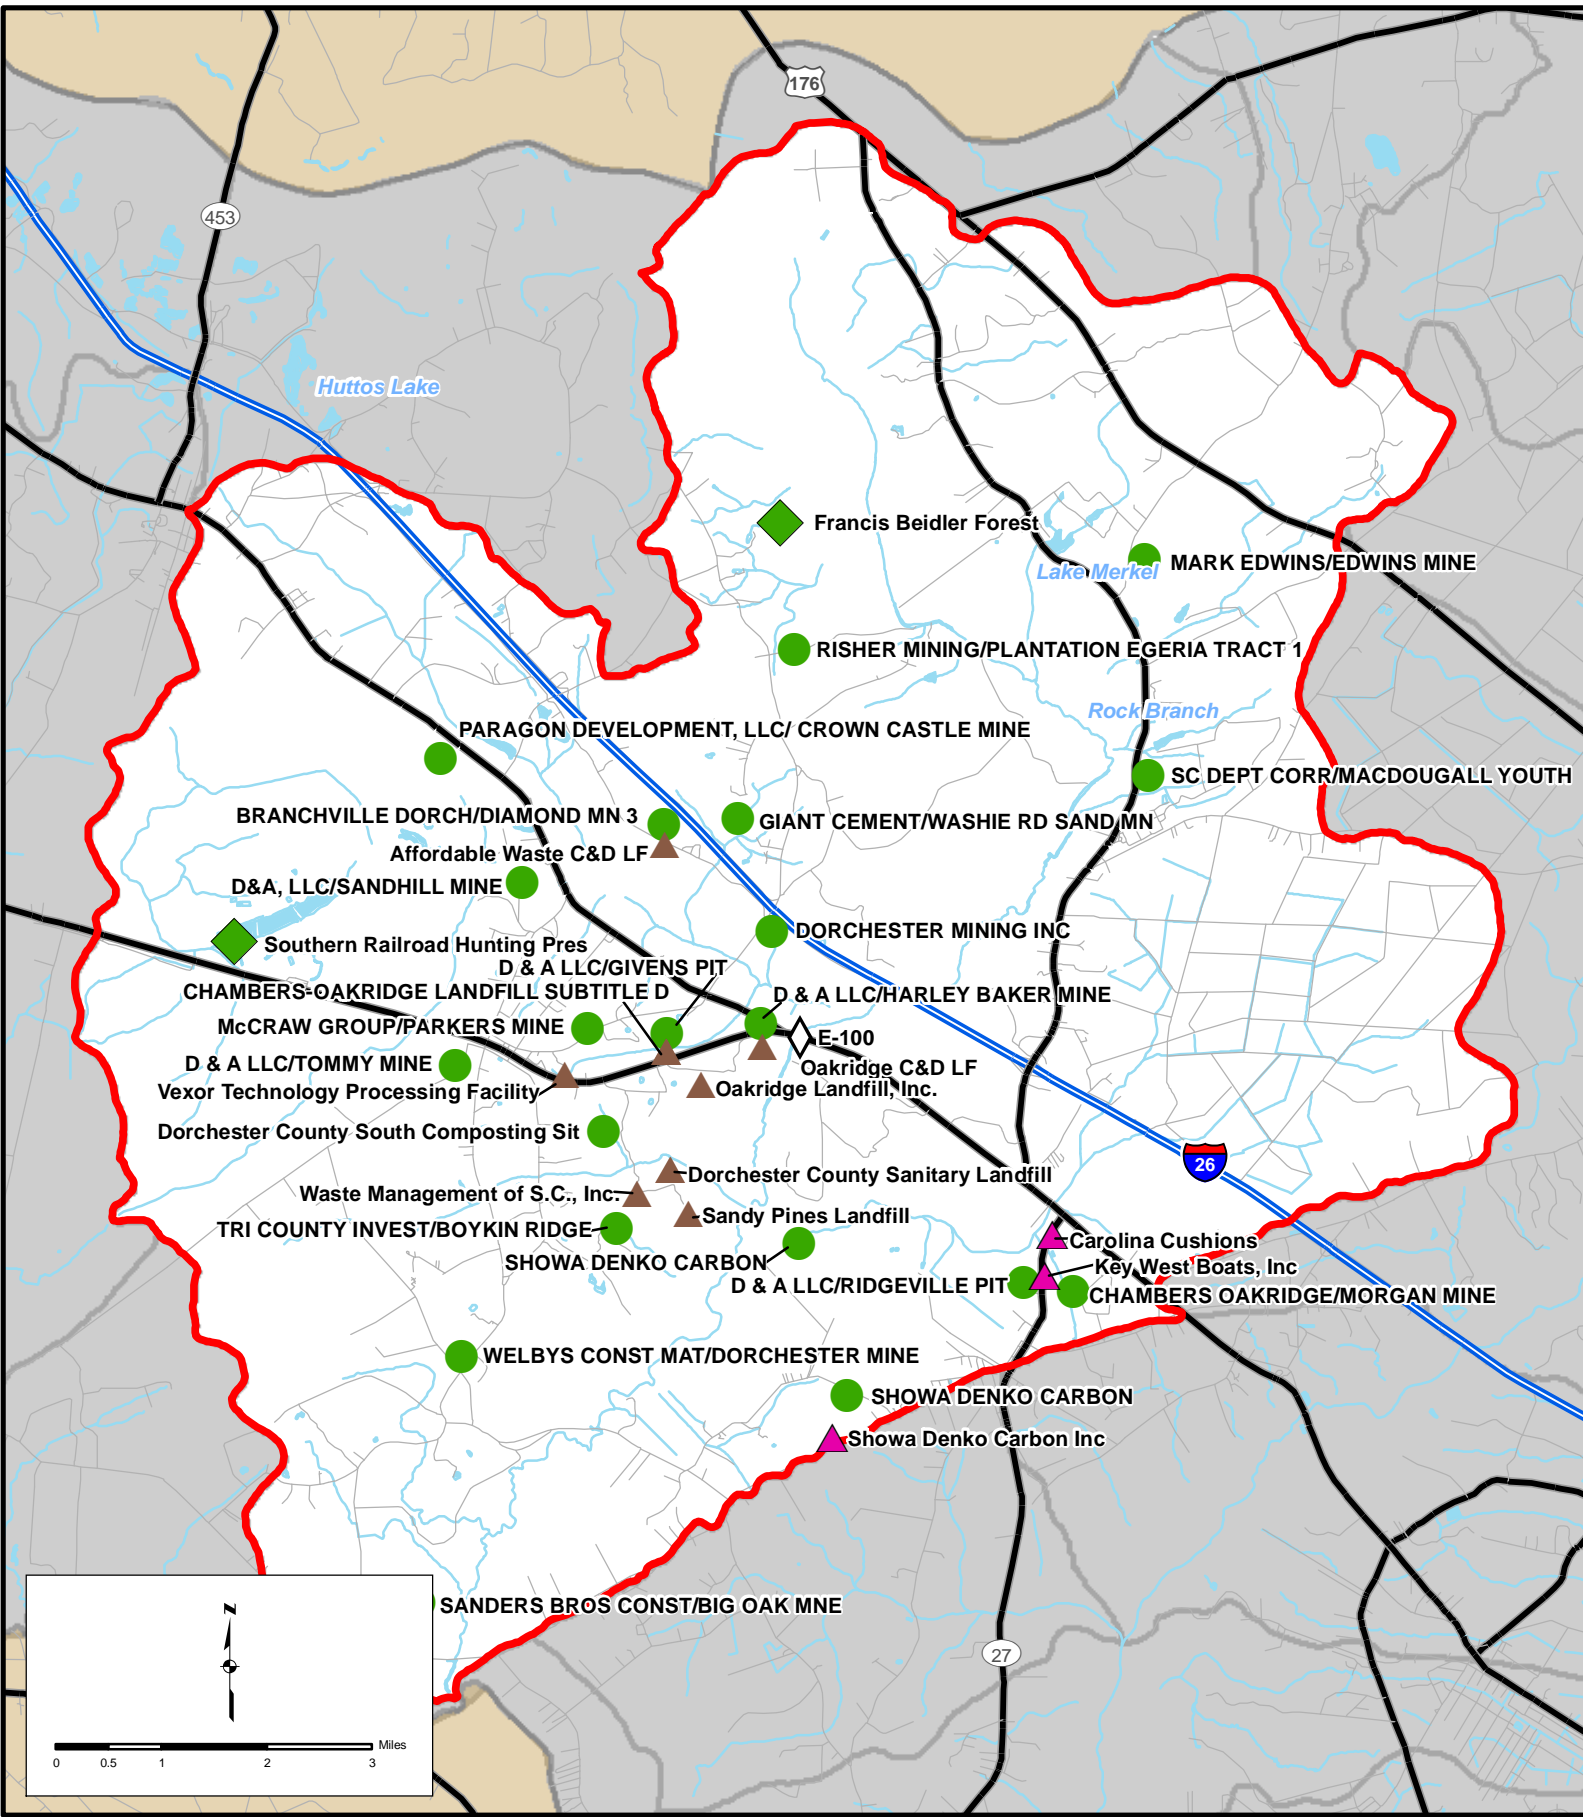 176
453
Huttos Lake
Francis Beidler Forest
MARK EDWINS/EDWINS MINE
Lake Merkel
RISHER MINING/PLANTATION EGERIA TRACT 1
Rock Branch
PARAGON DEVELOPMENT, LLC/ CROWN CASTLE MINE
SC DEPT CORR/MACDOUGALL YOUTH
BRANCHVILLE DORCH/DIAMOND MN 3
GIANT CEMENT/WASHIE RD SAND MN
Affordable Waste C&D LF
D&A, LLC/SANDHILL MINE
DORCHESTER MINING INC
Southern Railroad Hunting Pres
D & A LLC/GIVENS PIT
CHAMBERS-OAKRIDGE LANDFILL SUBTITLE D
D & A LLC/HARLEY BAKER MINE
McCRAW GROUP/PARKERS MINE
E-100
D & A LLC/TOMMY MINE
Oakridge C&D LF
Vexor Technology Processing Facility
Oakridge Landfill, Inc.
Dorchester County South Composting Sit
26
Dorchester County Sanitary Landfill
Waste Management of S.C., Inc.
Sandy Pines Landfill
TRI COUNTY INVEST/BOYKIN RIDGE
Carolina Cushions
SHOWA DENKO CARBON
Key West Boats, Inc
D & A LLC/RIDGEVILLE PIT
CHAMBERS OAKRIDGE/MORGAN MINE
WELBYS CONST MAT/DORCHESTER MINE
SHOWA DENKO CARBON
Showa Denko Carbon Inc
SANDERS BROS CONST/BIG OAK MNE
N
27
Miles
0 0.5 1 2 3